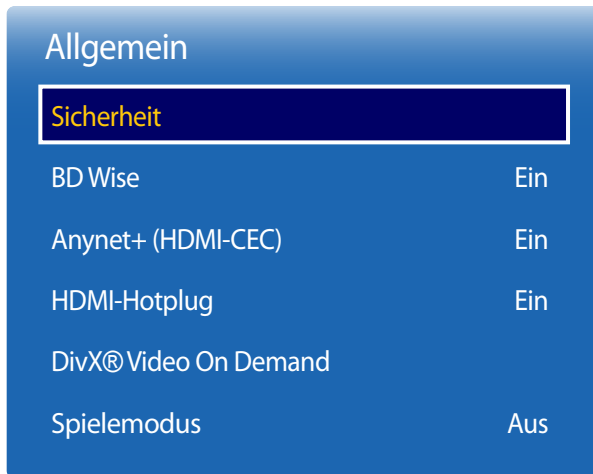 Allgemein
Sicherheit
BD Wise Ein
Anynet+ (HDMI-CEC) Ein
HDMI-Hotplug Ein
DivX® Video On Demand
Spielemodus Aus